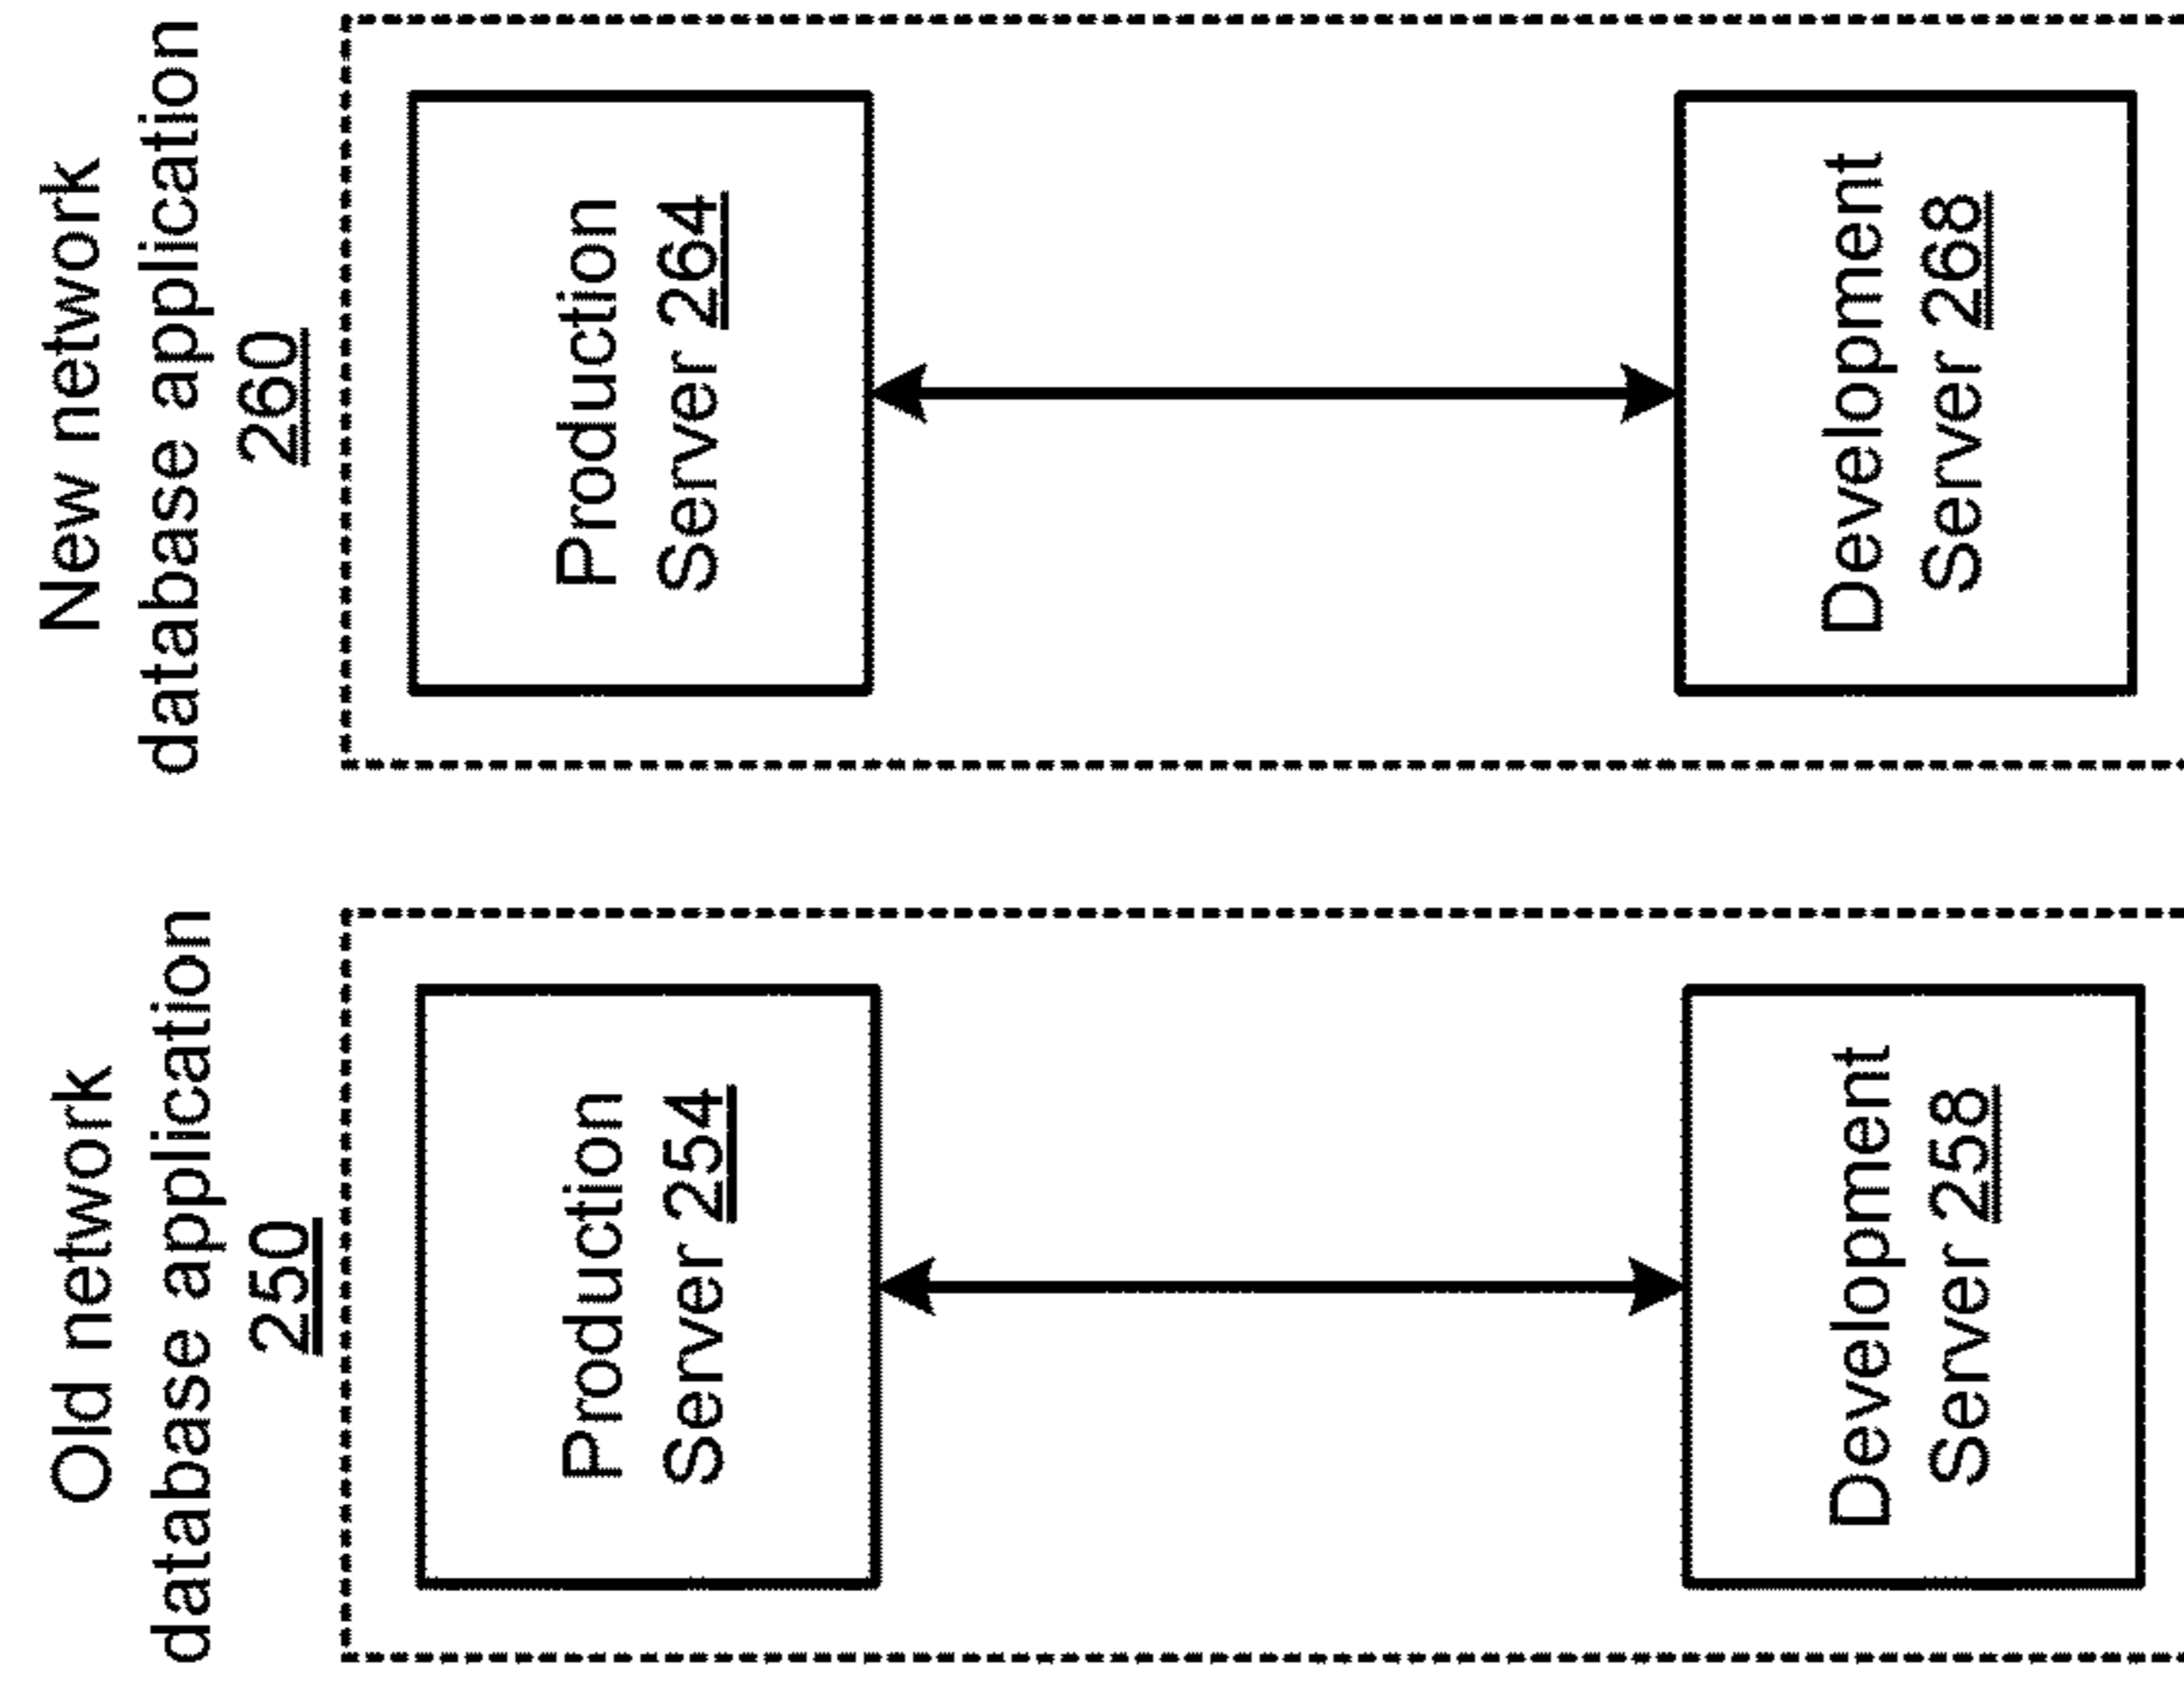 Old network
database application
250
Production
Server 254
Development
Server 258
New network
database application
260
Production
Server 264
Development
Server 268